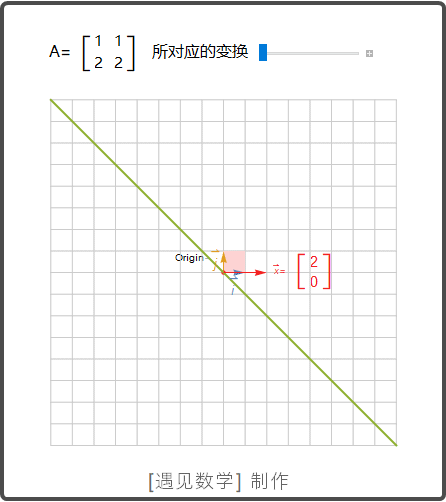 A= [1 1 所对应的变换
2 2]
Origin
j
x= [2
0]
i
[遇见数学] 制作